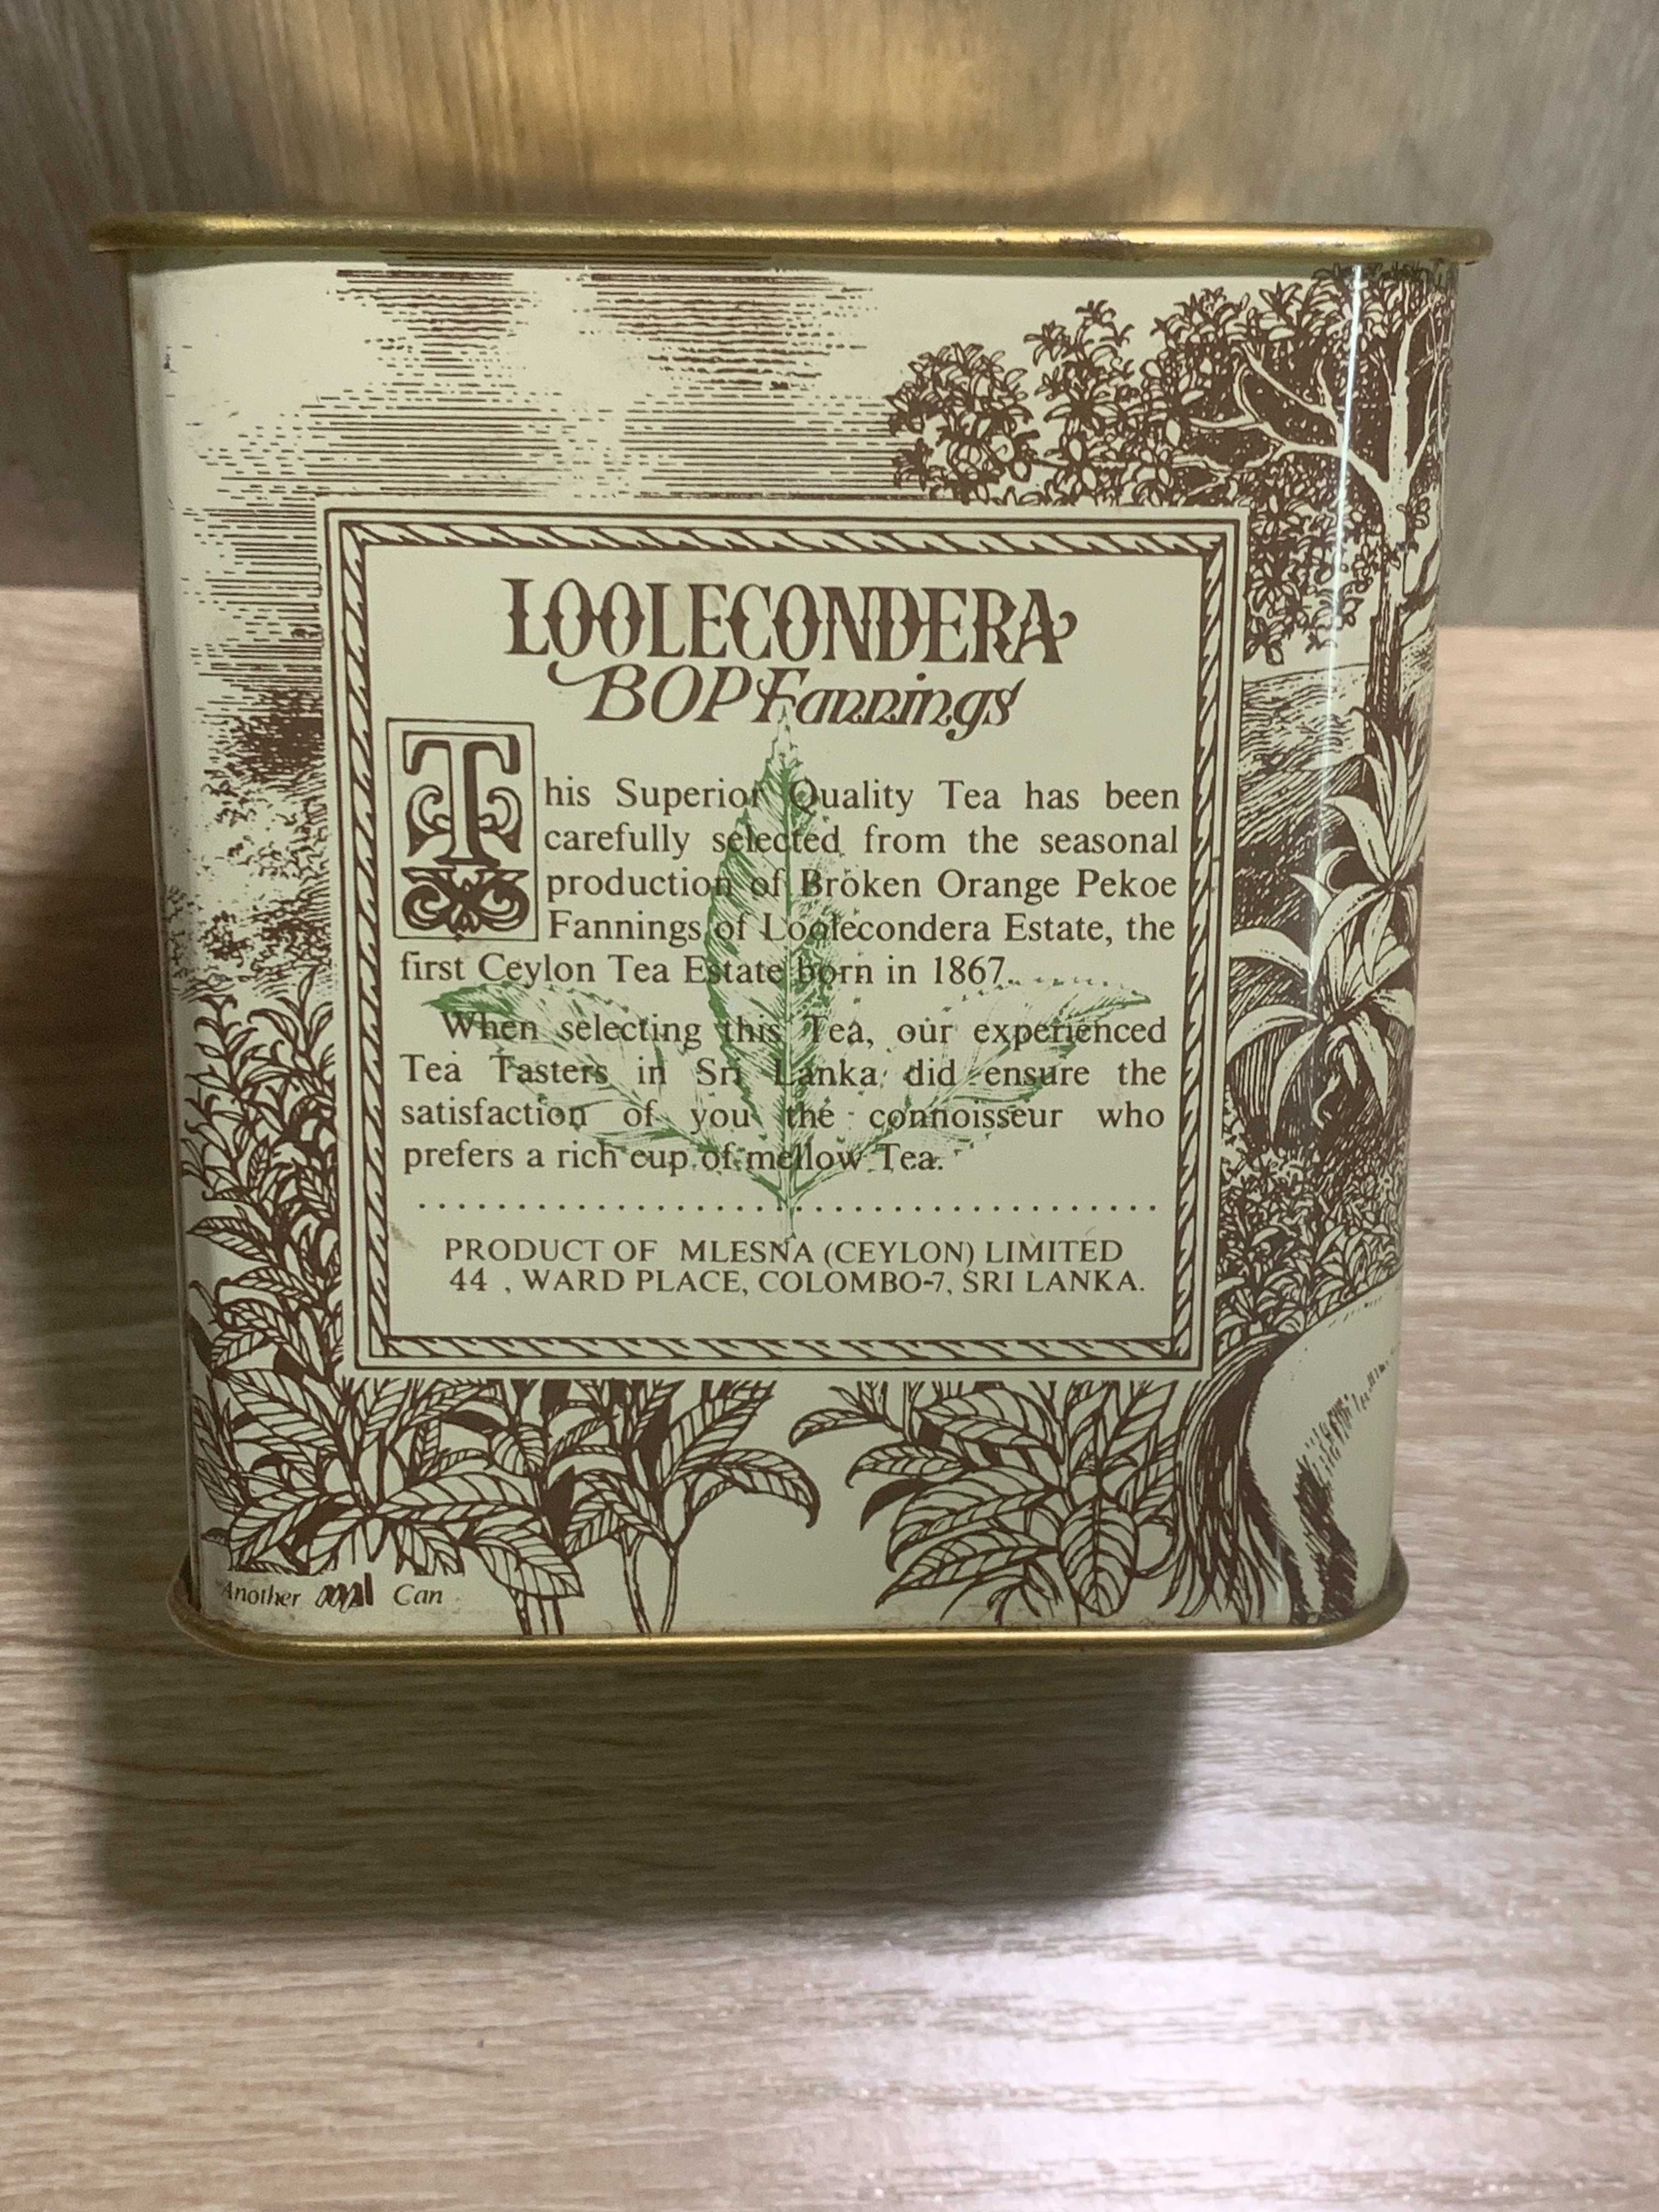 LOOLECONDERA
BOP Fannings
This Superior Quality Tea has been
carefully selected from the seasonal
production of Broken Orange Pekoe
Fannings of Loolecondera Estate, the
first Ceylon Tea Estate born in 1867.
When selecting this Tea, our experienced
Tea Tasters in Sri Lanka did ensure the
satisfaction of you the connoisseur who
prefers a rich cup of mellow Tea.
PRODUCT OF MLESNA (CEYLON) LIMITED
44 , WARD PLACE, COLOMBO-7, SRI LANKA.
Another Can